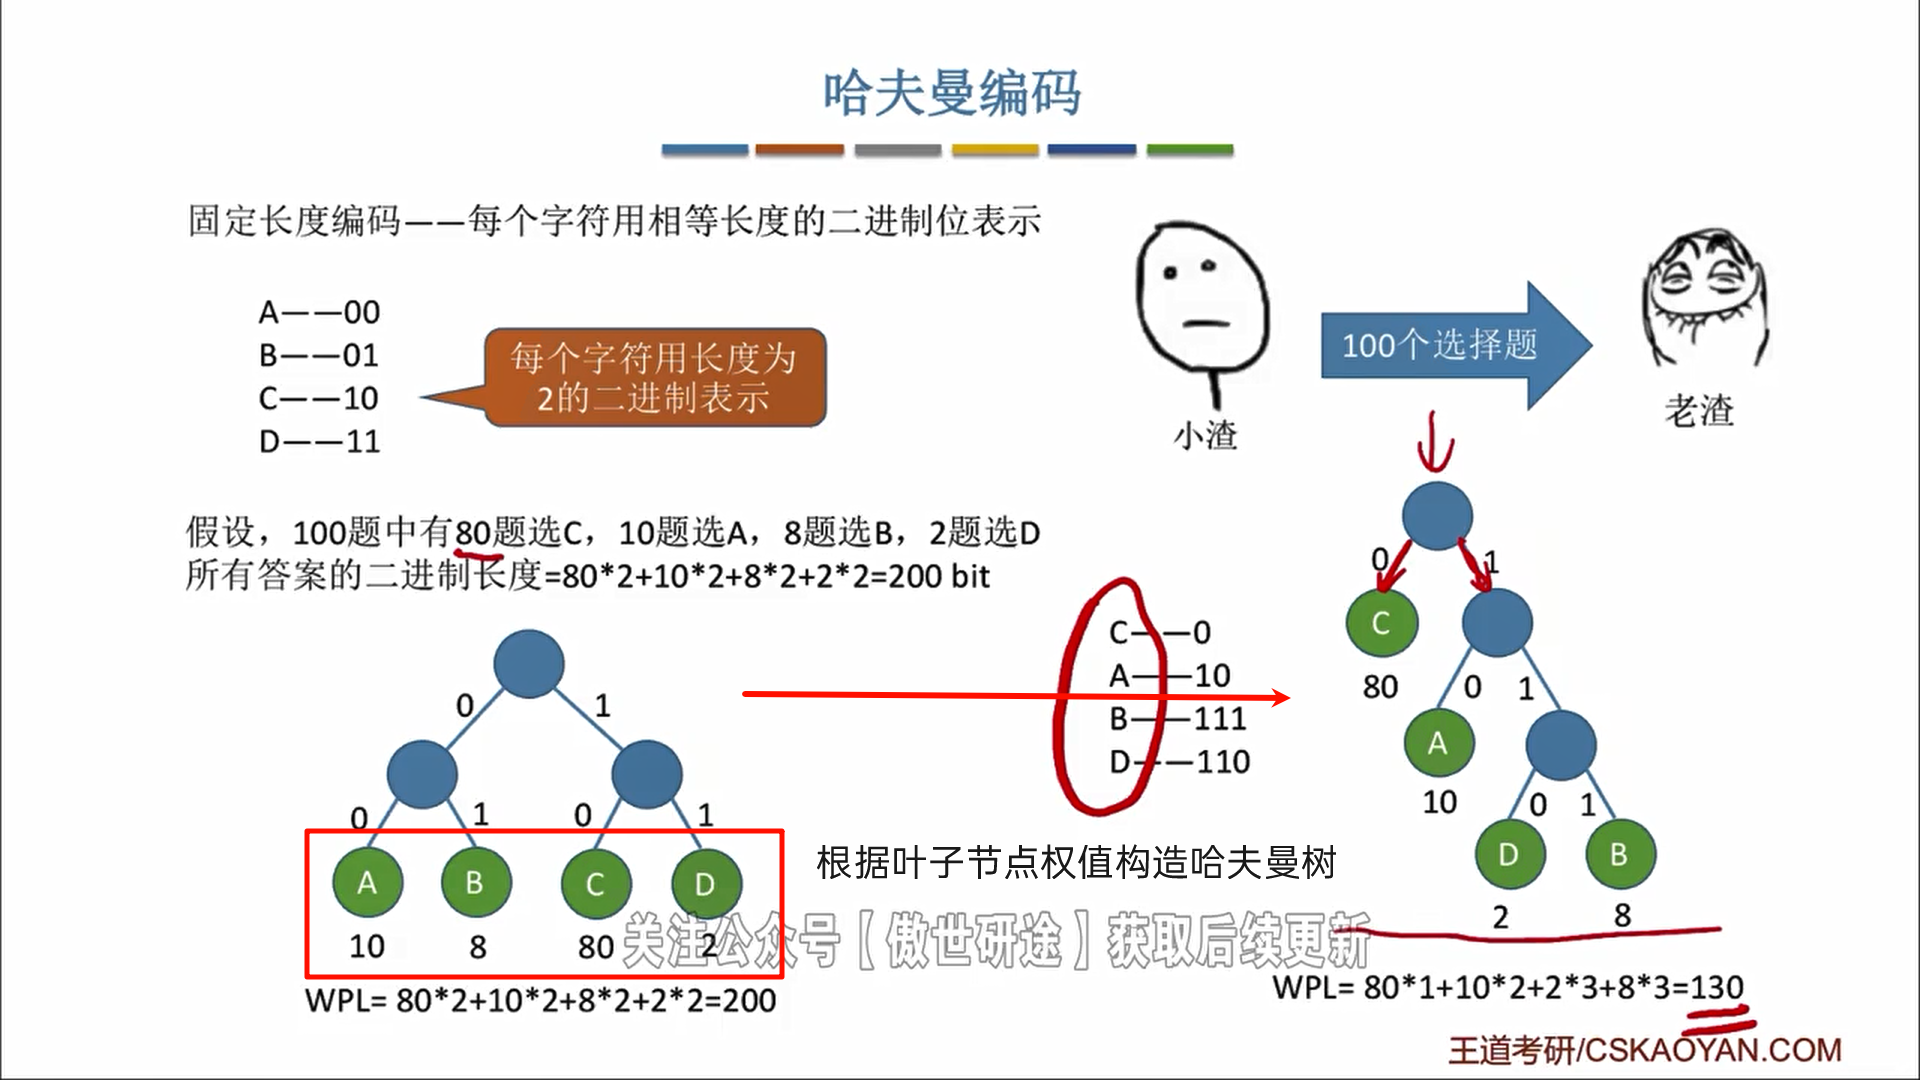 哈夫曼编码
固定长度编码——每个字符用相等长度的二进制位表示
A——00
B——01
C——10
D——11
每个字符用长度为
2的二进制表示
100个选择题
小渣
老渣
假设，100题中有80题选C，10题选A，8题选B，2题选D
所有答案的二进制长度=80*2+10*2+8*2+2*2=200 bit
0 1
0 1 0 1
A B C D
10 8 80 2
WPL= 80*2+10*2+8*2+2*2=200
C——0
A——10
B——111
D——110
根据叶子节点权值构造哈夫曼树
0 1
C
80 0 1
A
10 0 1
D B
2 8
关注公众号【傲世研途】获取后续更新
WPL= 80*1+10*2+2*3+8*3=130
王道考研/CSKAOYAN.COM